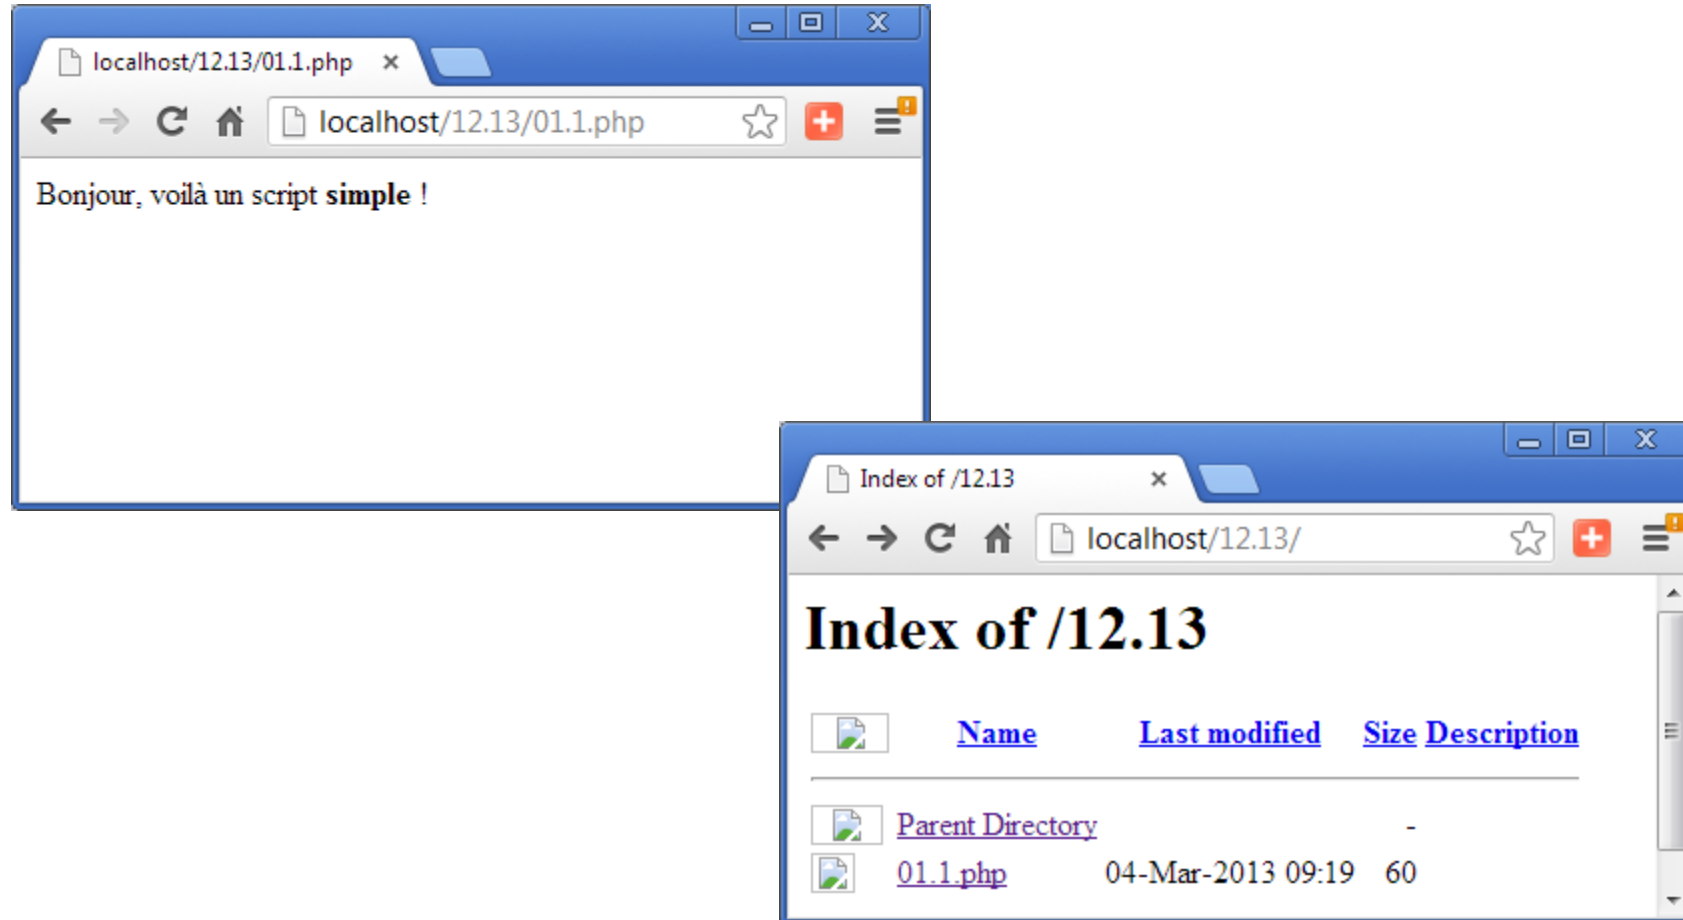 localhost/12.13/01.1.php
localhost/12.13/01.1.php
Bonjour, voilà un script simple !
Index of /12.13
localhost/12.13/
Index of /12.13
Name Last modified Size Description
Parent Directory -
01.1.php 04-Mar-2013 09:19 60